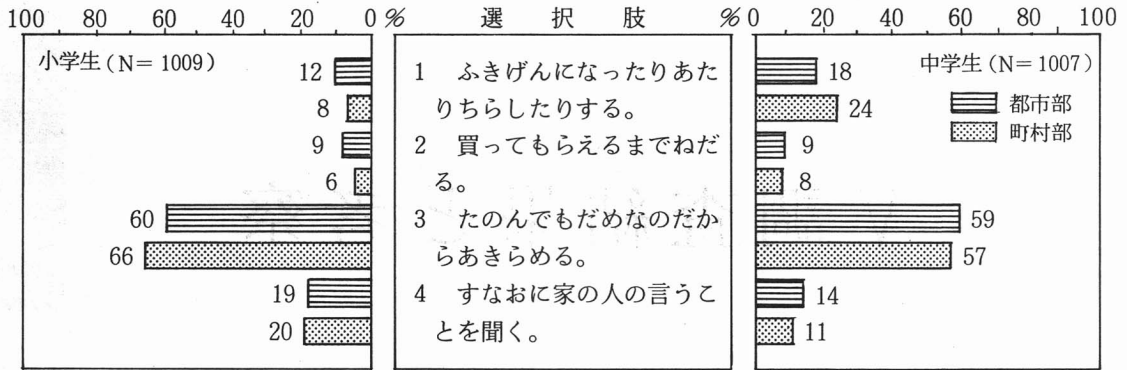 100 80 60 40 20 0 % 選択肢 % 0 20 40 60 80 100
小学生(N=1009)
12
8
9
6
60
66
19
20
1 ふきげんになったりあた
りちらしたりする。
2 買ってもらえるまでねだ
る。
3 たのんでもだめなのだか
らあきらめる。
4 すなおに家の人の言うこ
とを聞く。
中学生(N=1007)
都市部
町村部
18
24
9
8
59
57
14
11